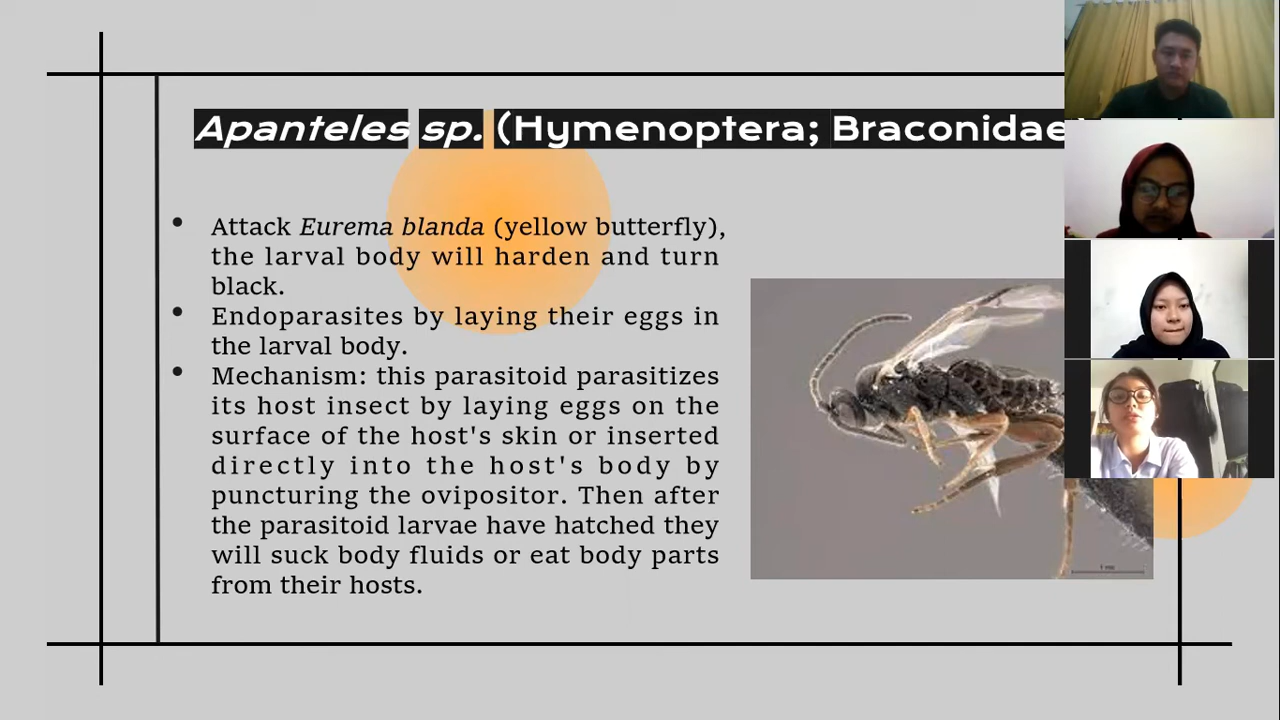 Apanteles sp. (Hymenoptera; Braconidae)
• Attack Eurema blanda (yellow butterfly),
the larval body will harden and turn
black.
• Endoparasites by laying their eggs in
the larval body.
• Mechanism: this parasitoid parasitizes
its host insect by laying eggs on the
surface of the host's skin or inserted
directly into the host's body by
puncturing the ovipositor. Then after
the parasitoid larvae have hatched they
will suck body fluids or eat body parts
from their hosts.